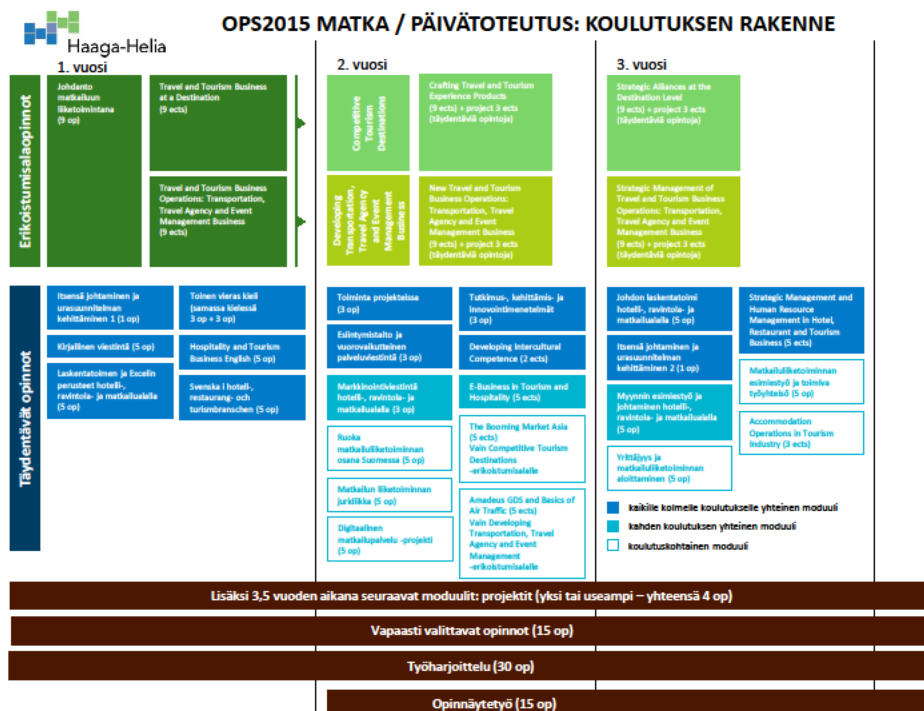 OPS2015 MATKA / PÄIVÄTOTEUTUS: KOULUTUKSEN RAKENNE
Haaga-Helia
1. vuosi
2. vuosi
3. vuosi
Erikoistumisalaopinnot
Johdanto
matkailuun
liiketoimintana
(9 op)
Travel and Tourism Business
at a Destination
(9 ects)
Travel and Tourism Business
Operations: Transportation,
Travel Agency and Event
Management Business
(9 ects)
Competitive
Tourism
Destinations
Crafting Travel and Tourism
Experience Products
(9 ects) + project 3 ects
(täydentäviä opintoja)
Developing
Transportation,
Travel Agency
and Event
Management
Business
New Travel and Tourism
Business Operations:
Transportation, Travel
Agency and Event
Management Business
(9 ects) + project 3 ects
(täydentäviä opintoja)
Strategic Alliances at the
Destination Level
(9 ects) + project 3 ects
(täydentäviä opintoja)
Strategic Management of
Travel and Tourism Business
Operations: Transportation,
Travel Agency and Event
Management Business
(9 ects) + project 3 ects
(täydentäviä opintoja)
Täydentävät opinnot
Itsensä johtaminen ja
urasuunnitelman
kehittäminen 1 (1 op)
Kirjallinen viestintä (5 op)
Laskentatoimen ja Excelin
perusteet hotelli-,
ravintola- ja matkailualalla
(5 op)
Toinen vieras kieli
(samassa kielessä
3 op + 3 op)
Hospitality and Tourism
Business English (5 op)
Svenska i hotell-,
restaurang- och
turismbranschen (5 op)
Toiminta projekteissa
(3 op)
Esiintymistaito ja
vuorovaikutteinen
palveluviestintä (3 op)
Markkinointiviestintä
hotelli-, ravintola- ja
matkailualalla (3 op)
Ruoka
matkailuliiketoiminnan
osana Suomessa (5 op)
Matkailun liiketoiminnan
juridiikka (5 op)
Digitaalinen
matkailupalvelu -projekti
(5 op)
Tutkimus-, kehittämis- ja
innovointimenetelmät
(3 op)
Developing Intercultural
Competence (2 ects)
E-Business in Tourism and
Hospitality (5 ects)
The Booming Market Asia
(5 ects)
Vain Competitive Tourism
Destinations
-erikoistumisalalle
Amadeus GDS and Basics of
Air Traffic (5 ects)
Vain Developing
Transportation, Travel
Agency and Event
Management
-erikoistumisalalle
Johdon laskentatoimi
hotelli-, ravintola- ja
matkailualalla (5 op)
Itsensä johtaminen ja
urasuunnitelman
kehittäminen 2 (1 op)
Myynnin esimiestyö ja
johtaminen hotelli-,
ravintola- ja matkailualalla
(5 op)
Yrittäjyys ja
matkailuliiketoiminnan
aloittaminen (5 op)
Strategic Management and
Human Resource
Management in Hotel,
Restaurant and Tourism
Business (5 ects)
Matkailuliiketoiminnan
esimiestyö ja toimiva
työyhteisö (5 op)
Accommodation
Operations in Tourism
Industry (3 ects)
kaikille kolmelle koulutukselle yhteinen moduuli
kahden koulutuksen yhteinen moduuli
koulutuskohtainen moduuli
Lisäksi 3,5 vuoden aikana seuraavat moduulit: projektit (yksi tai useampi – yhteensä 4 op)
Vapaasti valittavat opinnot (15 op)
Työharjoittelu (30 op)
Opinnäytetyö (15 op)